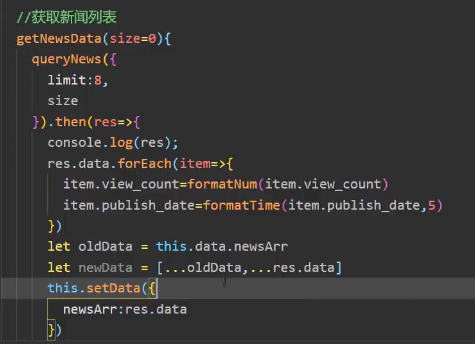 //获取新闻列表
getNewsData(size=0){
queryNews({
limit:8,
size
}).then(res=>{
console.log(res);
res.data.forEach(item=>{
item.view_count=formatNum(item.view_count)
item.publish_date=formatTime(item.publish_date,5)
})
let oldData = this.data.newsArr
let newData = [...oldData,...res.data]
this.setData({
newsArr:res.data
})